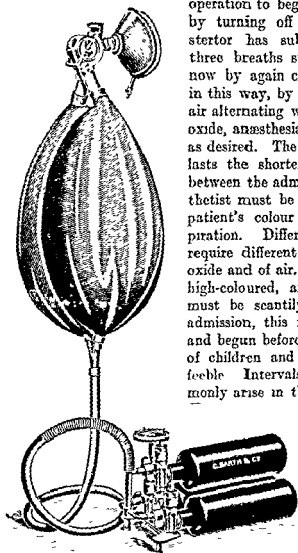 operation to beg
by turning off
stertor has sul
three breaths s
now by again c
in this way, by
air alternating w
oxide, anæsthesia
as desired. The
lasts the shorte
between the adm
thetist must be
patient's colour
piration. Differ
require different
oxide and of air.
high-coloured, a
must be scantily
admission, this
and begun before
of children and
feeble Intervals
monly arise in t
G. BARTH & Co